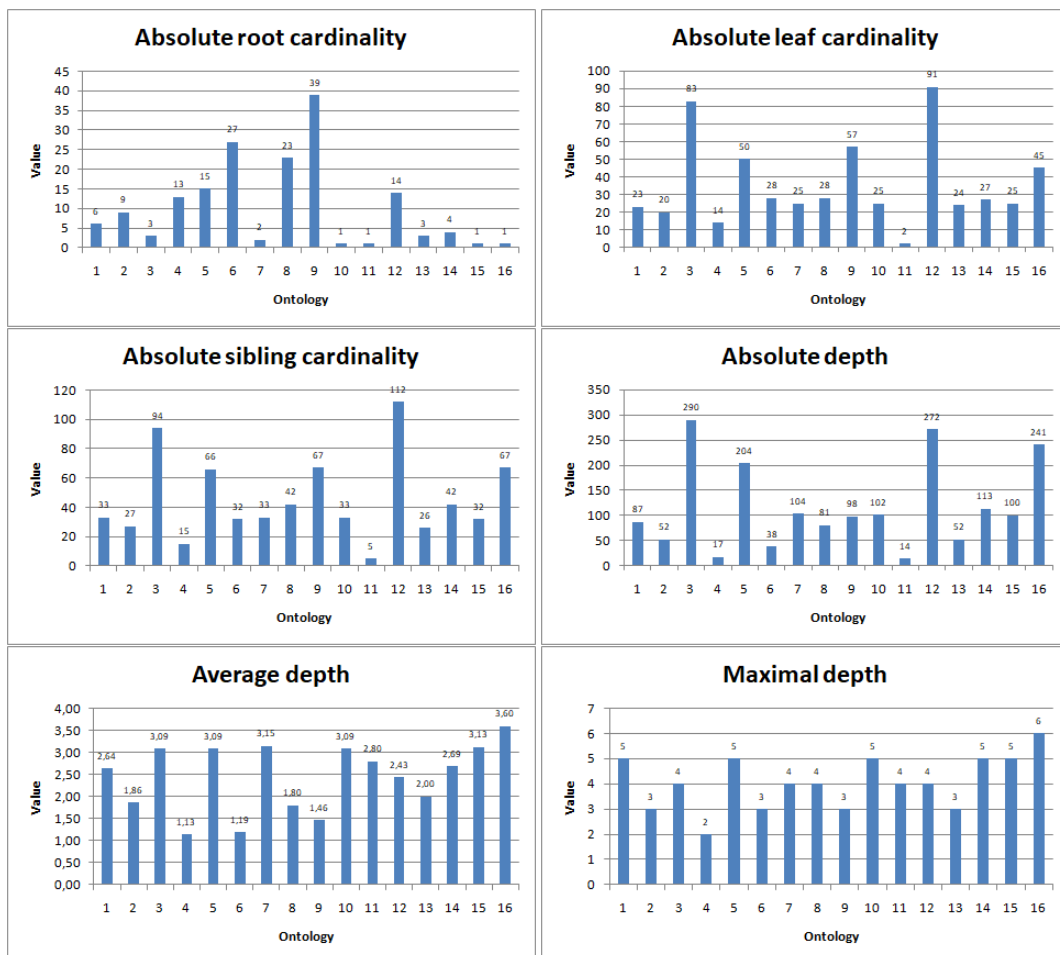 Absolute root cardinality
45
40
35
30
25
20
15
10
5
0
Value
6 9 3 13 15 27 2 23 39 1 1 14 3 4 1 1
1 2 3 4 5 6 7 8 9 10 11 12 13 14 15 16
Ontology
Absolute leaf cardinality
100
90
80
70
60
50
40
30
20
10
0
Value
23 20 83 14 50 28 25 28 57 25 2 91 24 27 25 45
1 2 3 4 5 6 7 8 9 10 11 12 13 14 15 16
Ontology
Absolute sibling cardinality
120
100
80
60
40
20
0
Value
33 27 94 15 66 32 33 42 67 33 5 112 26 42 32 67
1 2 3 4 5 6 7 8 9 10 11 12 13 14 15 16
Ontology
Absolute depth
350
300
250
200
150
100
50
0
Value
87 52 290 17 204 38 104 81 98 102 14 272 52 113 100 241
1 2 3 4 5 6 7 8 9 10 11 12 13 14 15 16
Ontology
Average depth
4,00
3,50
3,00
2,50
2,00
1,50
1,00
0,50
0,00
Value
2,64 1,86 3,09 1,13 3,09 1,19 3,15 1,80 1,46 3,09 2,80 2,43 2,00 2,69 3,13 3,60
1 2 3 4 5 6 7 8 9 10 11 12 13 14 15 16
Ontology
Maximal depth
7
6
5
4
3
2
1
0
Value
5 3 4 2 5 3 4 4 3 5 4 4 3 5 5 6
1 2 3 4 5 6 7 8 9 10 11 12 13 14 15 16
Ontology